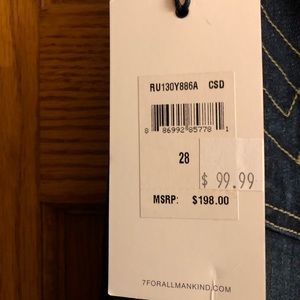 RU130Y886A CSD
8 86992 85778 1
28
$ 99.99
MSRP: $198.00
7FORALLMANKIND.COM